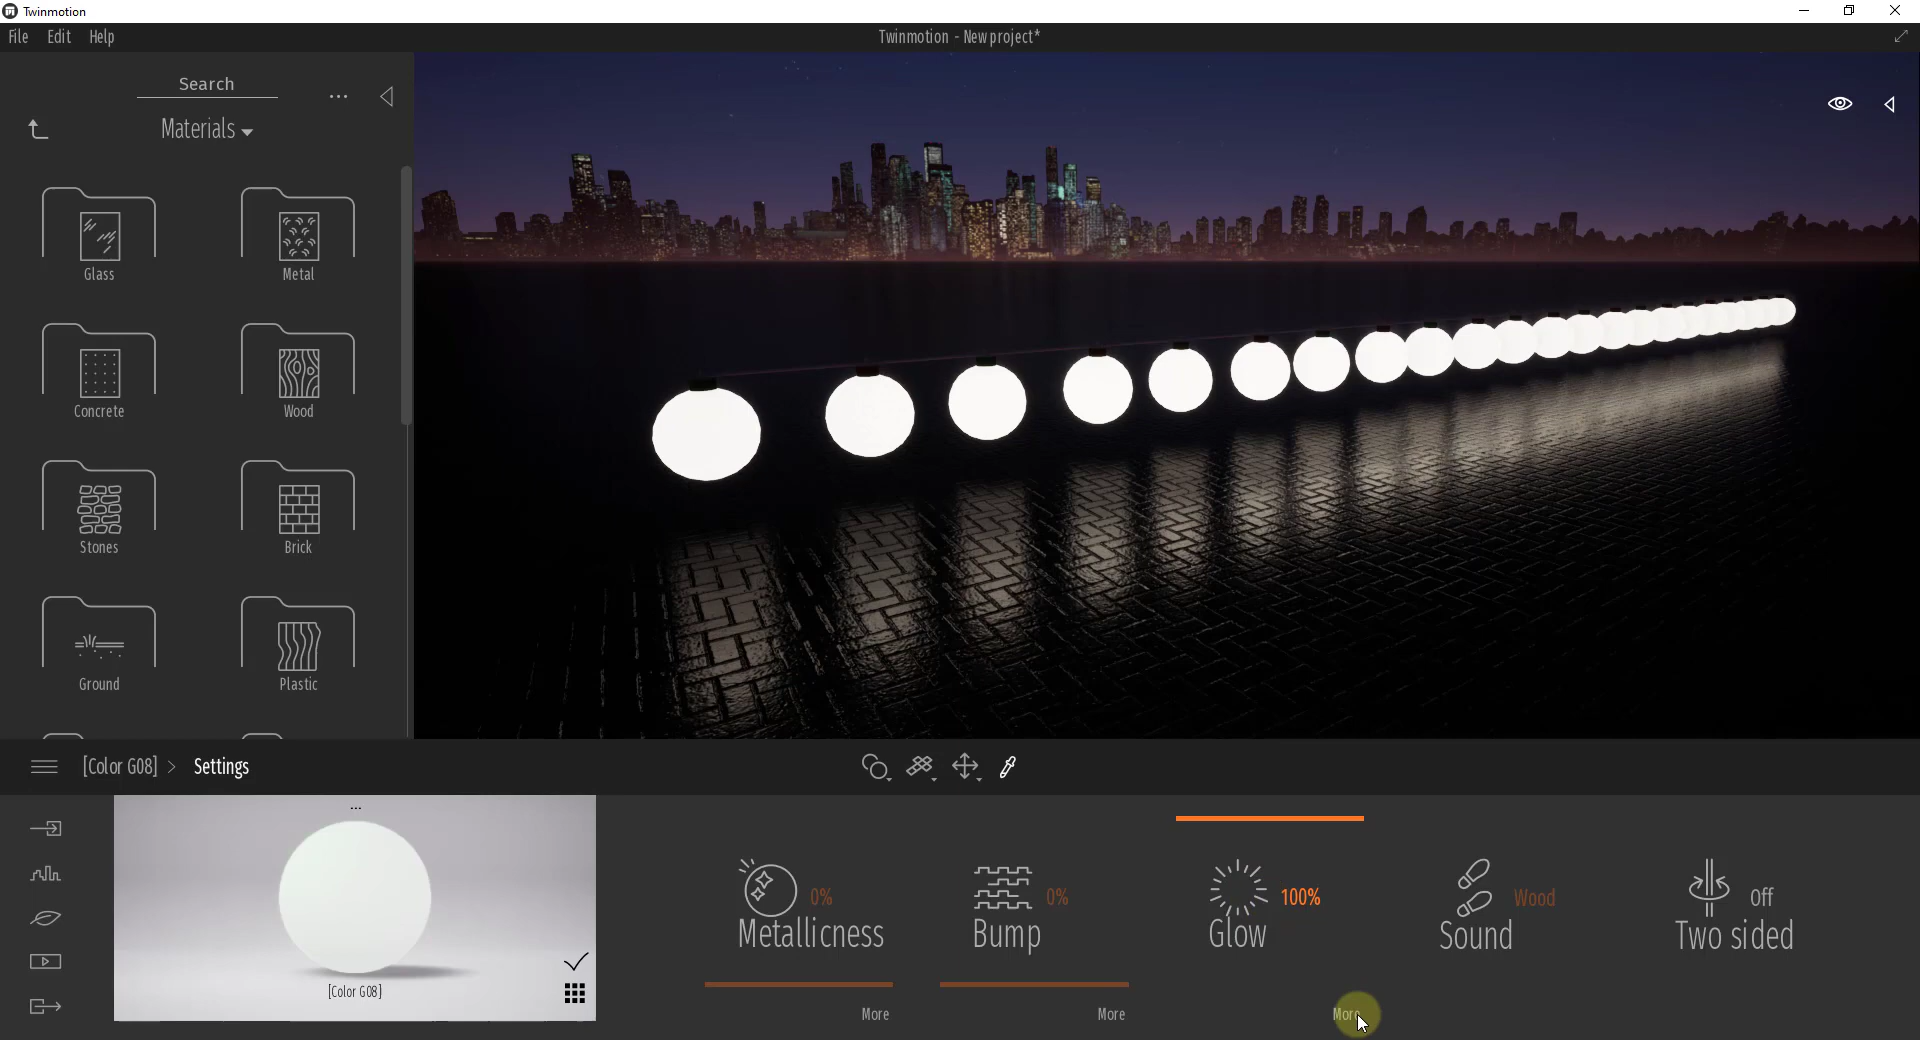 Twinmotion
File Edit Help
Twinmotion - New project*
Search
...
Materials
Glass
Metal
Concrete
Wood
Stones
Brick
Ground
Plastic
[Color G08] > Settings
...
[Color G08]
0%
Metallicness
More
0%
Bump
More
100%
Glow
More
Wood
Sound
Off
Two sided